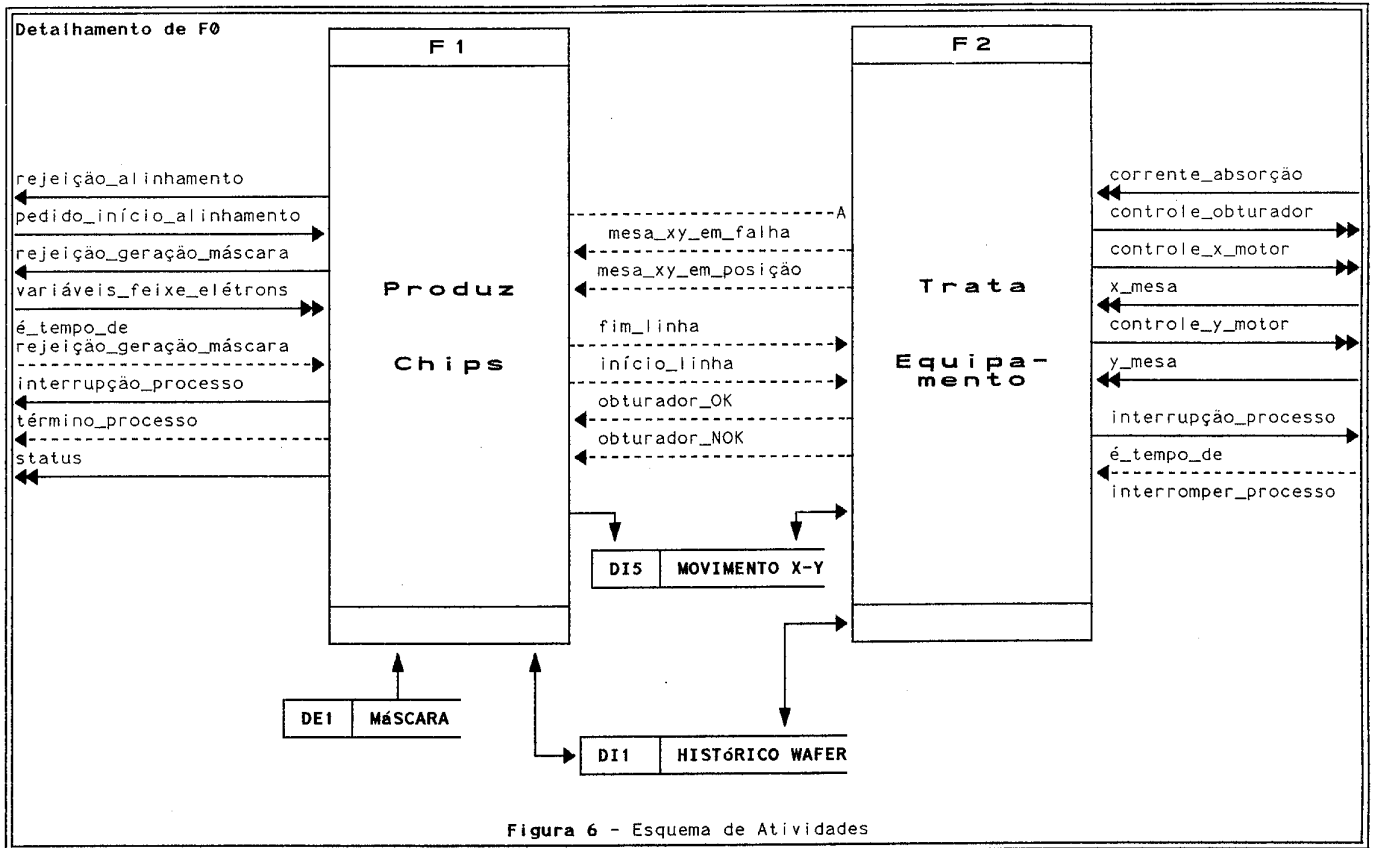 Detalhamento de F0
F 1
F 2
rejeição_alinhamento
pedido_início_alinhamento
rejeição_geração_máscara
variáveis_feixe_elétrons
é_tempo_de
rejeição_geração_máscara
interrupção_processo
término_processo
status
Produz
Chips
A
mesa_xy_em_falha
mesa_xy_em_posição
fim_linha
início_linha
obturador_OK
obturador_NOK
Trata
Equipa-
mento
corrente_absorção
controle_obturador
controle_x_motor
x_mesa
controle_y_motor
y_mesa
interrupção_processo
é_tempo_de
interromper_processo
DI5 MOVIMENTO X-Y
DE1 MáSCARA
DI1 HISTóRICO WAFER
Figura 6 - Esquema de Atividades